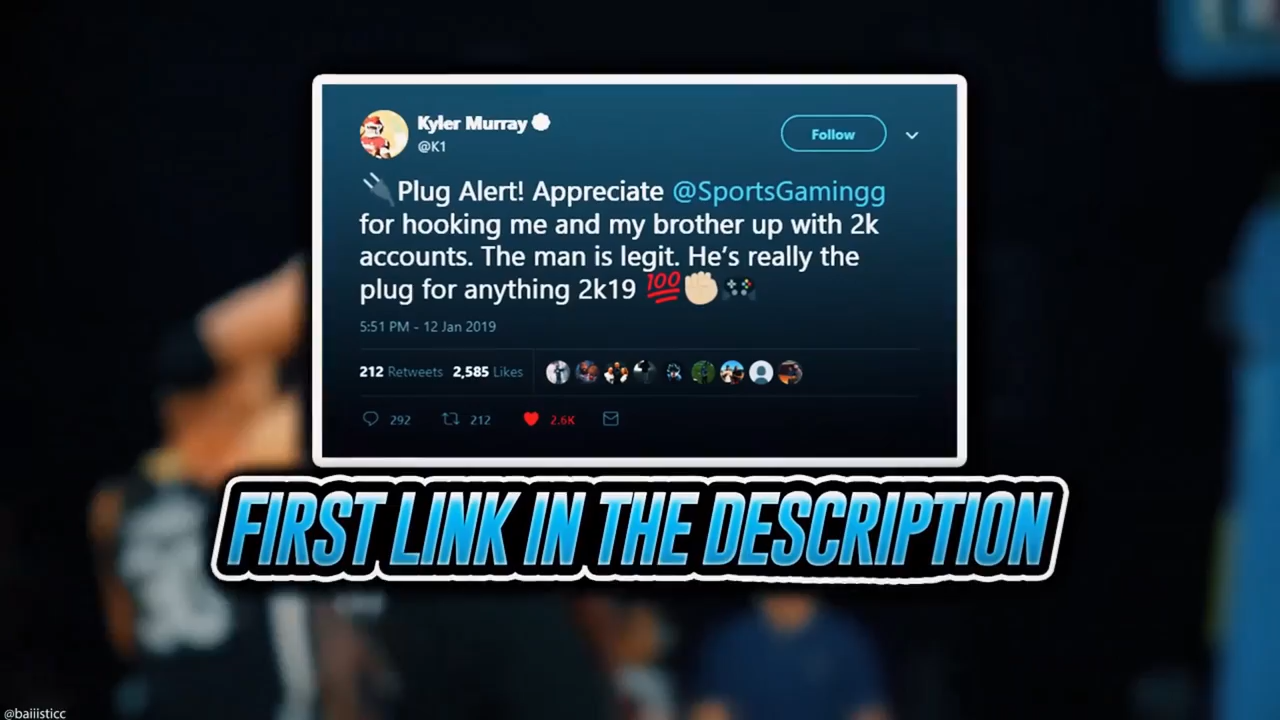 Kyler Murray
@K1
Follow
🔌Plug Alert! Appreciate @SportsGamingg
for hooking me and my brother up with 2k
accounts. The man is legit. He's really the
plug for anything 2k19 💯✊🏼🎮
5:51 PM - 12 Jan 2019
212 Retweets 2,585 Likes
292 212 2.6K
FIRST LINK IN THE DESCRIPTION
@baiiisticc